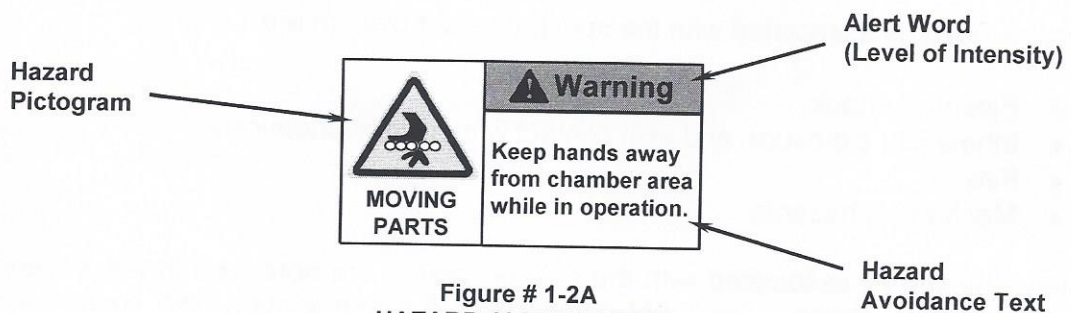 Alert Word
(Level of Intensity)
Hazard
Pictogram
Warning
Keep hands away
from chamber area
while in operation.
MOVING
PARTS
Hazard
Avoidance Text
Figure # 1-2A
HAZARD